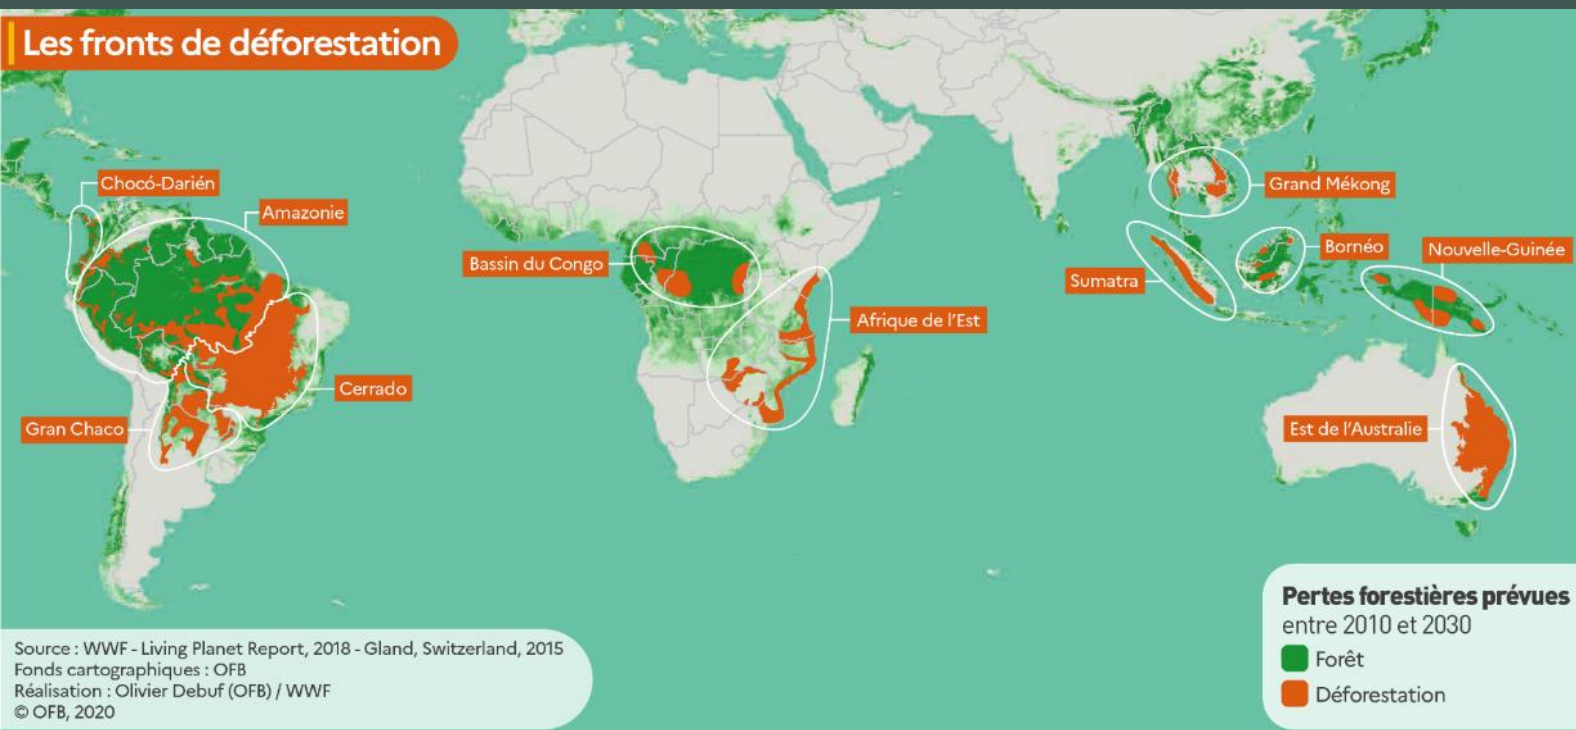 Les fronts de déforestation
Chocó-Darién
Amazonie
Grand Mékong
Bassin du Congo
Bornéo
Nouvelle-Guinée
Sumatra
Afrique de l'Est
Cerrado
Gran Chaco
Est de l'Australie
Pertes forestières prévues
entre 2010 et 2030
Forêt
Déforestation
Source : WWF - Living Planet Report, 2018 - Gland, Switzerland, 2015
Fonds cartographiques : OFB
Réalisation : Olivier Debuf (OFB) / WWF
© OFB, 2020